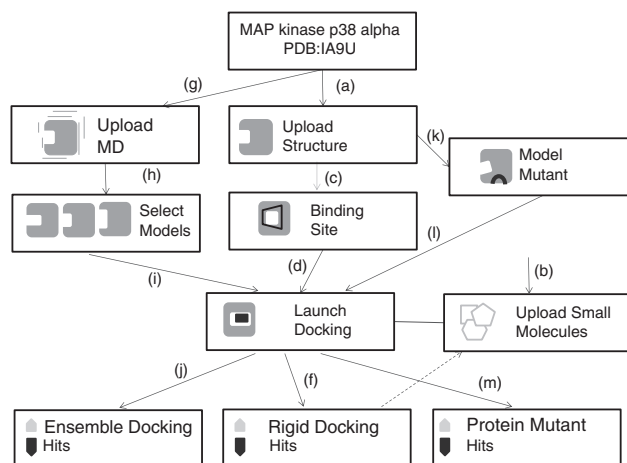 MAP kinase p38 alpha
PDB:IA9U
(g)
(a)
Upload
MD
Upload
Structure
(k)
Model
Mutant
(h)
(c)
Select
Models
Binding
Site
(l)
(i)
(d)
(b)
Launch
Docking
Upload Small
Molecules
(j)
(f)
(m)
Ensemble Docking
Hits
Rigid Docking
Hits
Protein Mutant
Hits